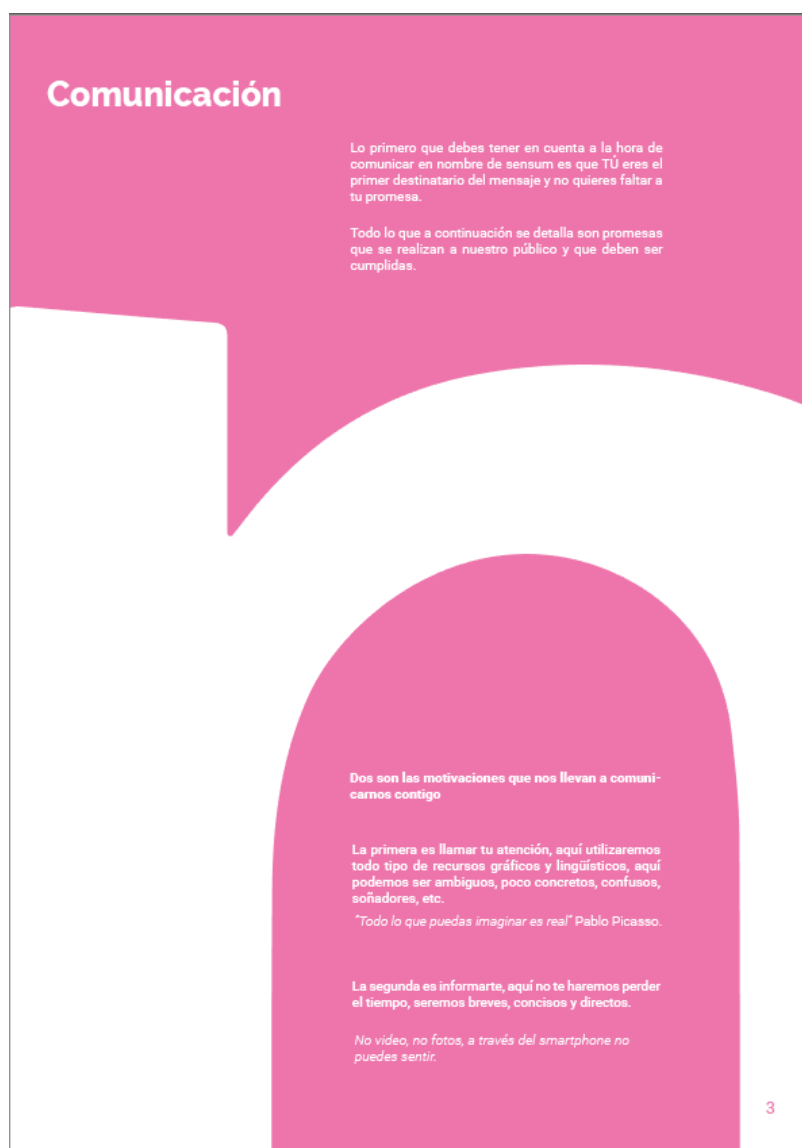 Comunicación
Lo primero que debes tener en cuenta a la hora de
comunicar en nombre de sensum es que TÚ eres el
primer destinatario del mensaje y no quieres faltar a
tu promesa.
Todo lo que a continuación se detalla son promesas
que se realizan a nuestro público y que deben ser
cumplidas.
Dos son las motivaciones que nos llevan a comuni-
carnos contigo
La primera es llamar tu atención, aquí utilizaremos
todo tipo de recursos gráficos y lingüísticos, aquí
podemos ser ambiguos, poco concretos, confusos,
soñadores, etc.
"Todo lo que puedas imaginar es real" Pablo Picasso.
La segunda es informarte, aquí no te haremos perder
el tiempo, seremos breves, concisos y directos.
No video, no fotos, a través del smartphone no
puedes sentir.
3